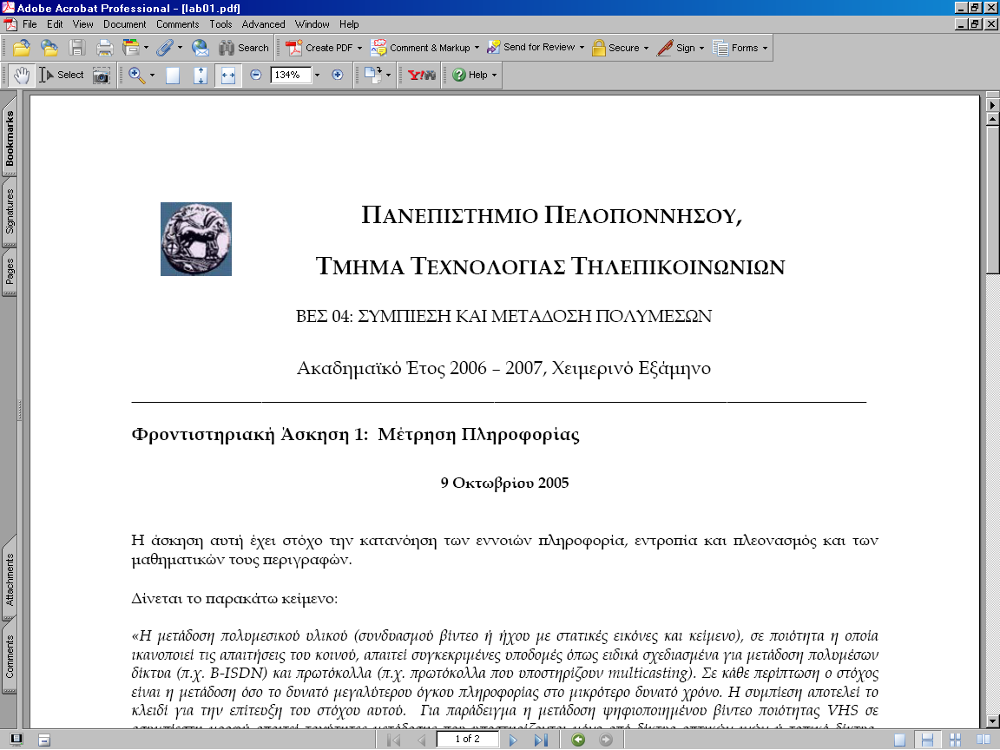 Adobe Acrobat Professional - [lab01.pdf]
File Edit View Document Comments Tools Advanced Window Help
Search Create PDF Comment & Markup Send for Review Secure Sign Forms
Select 134% Y! Help
Bookmarks
Signatures
Pages
Attachments
Comments
ΠΑΝΕΠΙΣΤΗΜΙΟ ΠΕΛΟΠΟΝΝΗΣΟΥ,
ΤΜΗΜΑ ΤΕΧΝΟΛΟΓΙΑΣ ΤΗΛΕΠΙΚΟΙΝΩΝΙΩΝ
ΒΕΣ 04: ΣΥΜΠΙΕΣΗ ΚΑΙ ΜΕΤΑΔΟΣΗ ΠΟΛΥΜΕΣΩΝ
Ακαδημαϊκό Έτος 2006 – 2007, Χειμερινό Εξάμηνο
Φροντιστηριακή Άσκηση 1: Μέτρηση Πληροφορίας
9 Οκτωβρίου 2005
Η άσκηση αυτή έχει στόχο την κατανόηση των εννοιών πληροφορία, εντροπία και πλεονασμός και των
μαθηματικών τους περιγραφών.
Δίνεται το παρακάτω κείμενο:
«Η μετάδοση πολυμεσικού υλικού (συνδυασμού βίντεο ή ήχου με στατικές εικόνες και κείμενο), σε ποιότητα η οποία
ικανοποιεί τις απαιτήσεις του κοινού, απαιτεί συγκεκριμένες υποδομές όπως ειδικά σχεδιασμένα για μετάδοση πολυμέσων
δίκτυα (π.χ. B-ISDN) και πρωτόκολλα (π.χ. πρωτόκολλα που υποστηρίζουν multicasting). Σε κάθε περίπτωση ο στόχος
είναι η μετάδοση όσο το δυνατό μεγαλύτερου όγκου πληροφορίας στο μικρότερο δυνατό χρόνο. Η συμπίεση αποτελεί το
κλειδί για την επίτευξη του στόχου αυτού. Για παράδειγμα η μετάδοση ψηφιοποιημένου βίντεο ποιότητας VHS σε
1 of 2